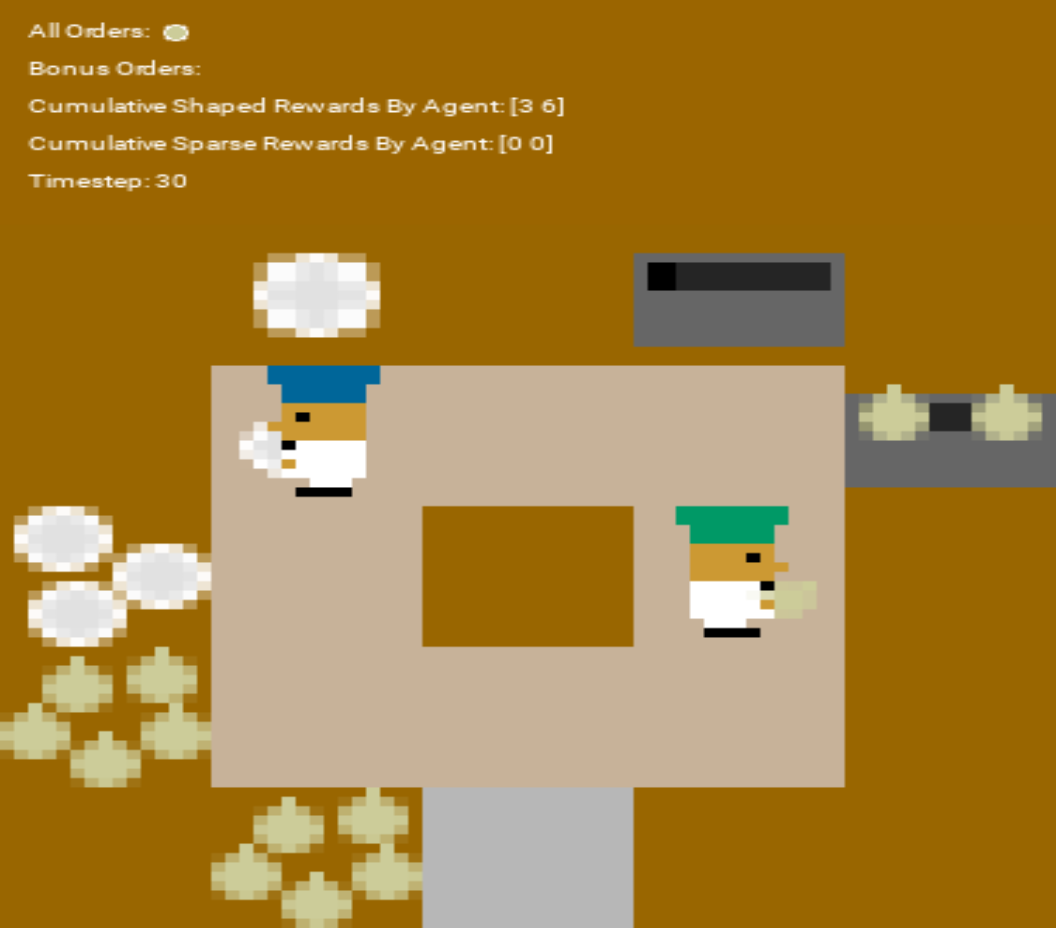 All Orders:
Bonus Orders:
Cumulative Shaped Rewards By Agent: [3 6]
Cumulative Sparse Rewards By Agent: [0 0]
Timestep: 30